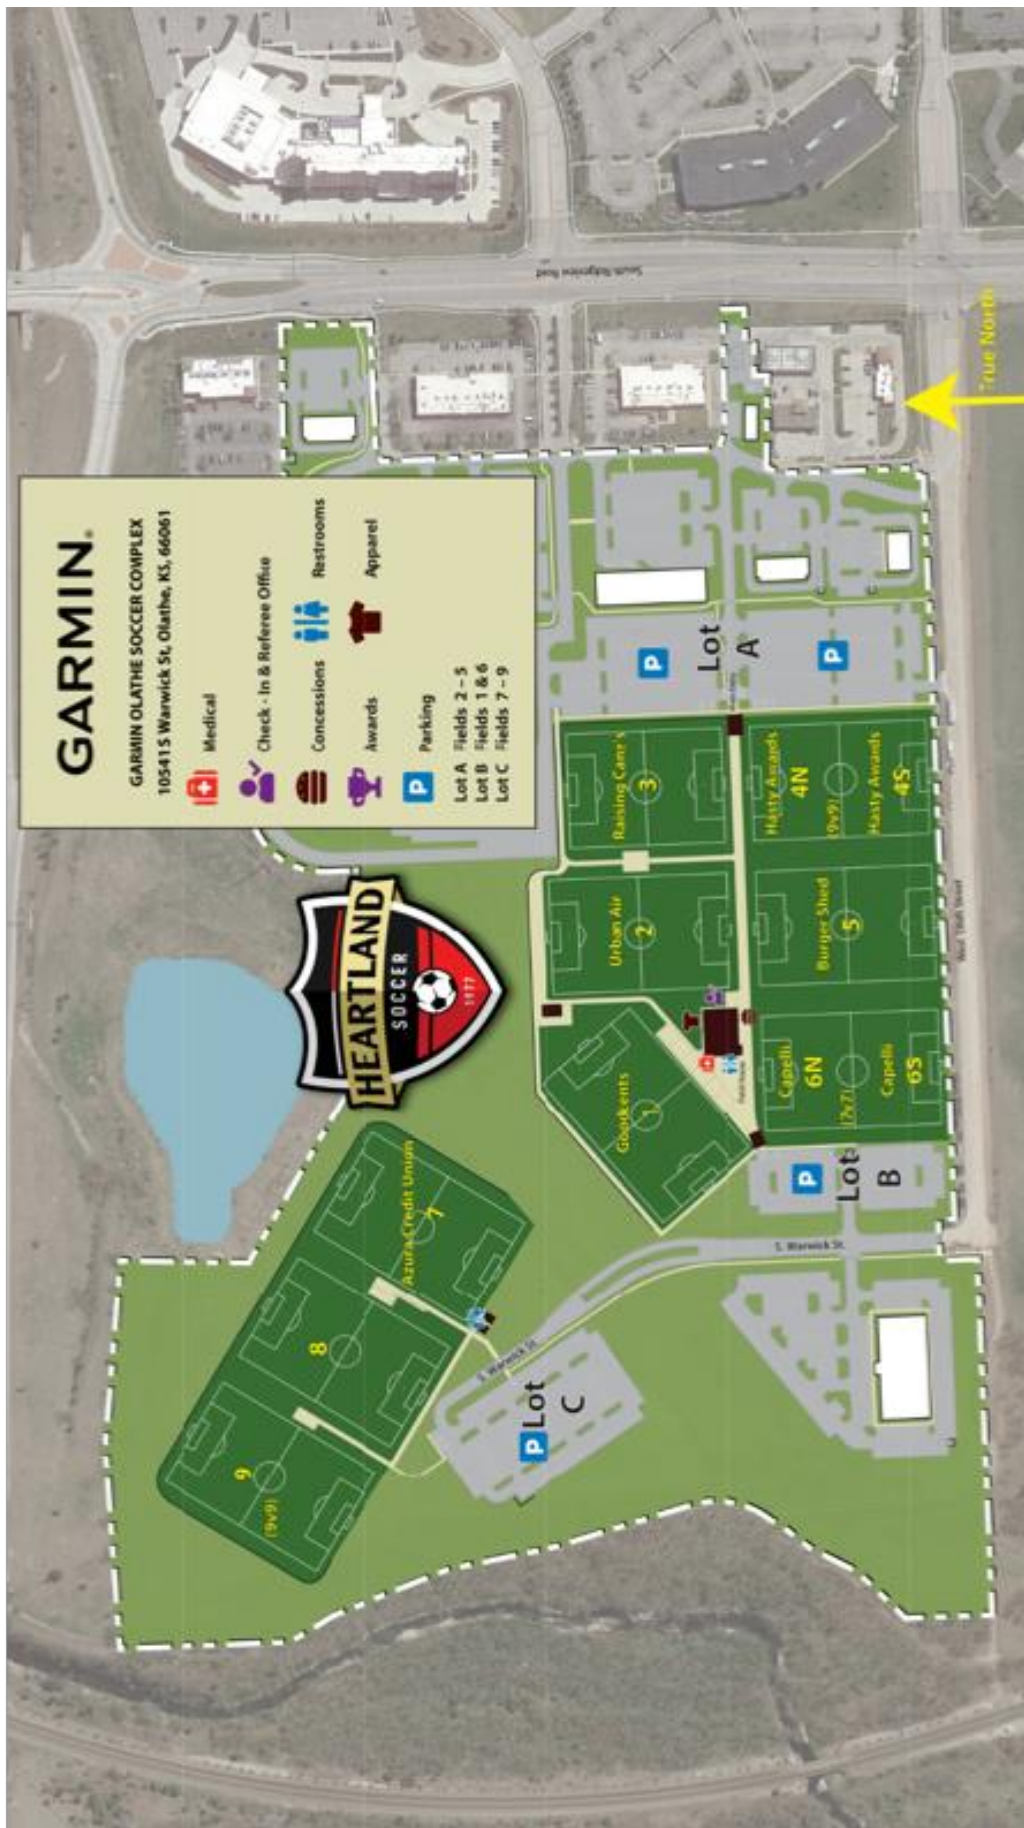 GARMIN
GARMIN OLATHE SOCCER COMPLEX
10541 S Warwick St, Olathe, KS, 66061
Medical
Check - In & Referee Office
Concessions
Restrooms
Awards
Apparel
P
Parking
Lot A Fields 2 - 5
Lot B Fields 1 & 6
Lot C Fields 7 - 9
South Ridgeview Road
True North
HEARTLAND
SOCCER
1977
9
(9v9)
8
Azura Credit Union
7
S. Warwick St.
P
Lot
C
Goodcents
1
Urban Air
2
Raising Cane's
3
P
Lot
A
P
Hasty Awards
4N
(9v9)
Hasty Awards
4S
Burger Shed
5
Capelli
6N
(7v7)
Capelli
6S
P
Lot
B
S. Warwick St.